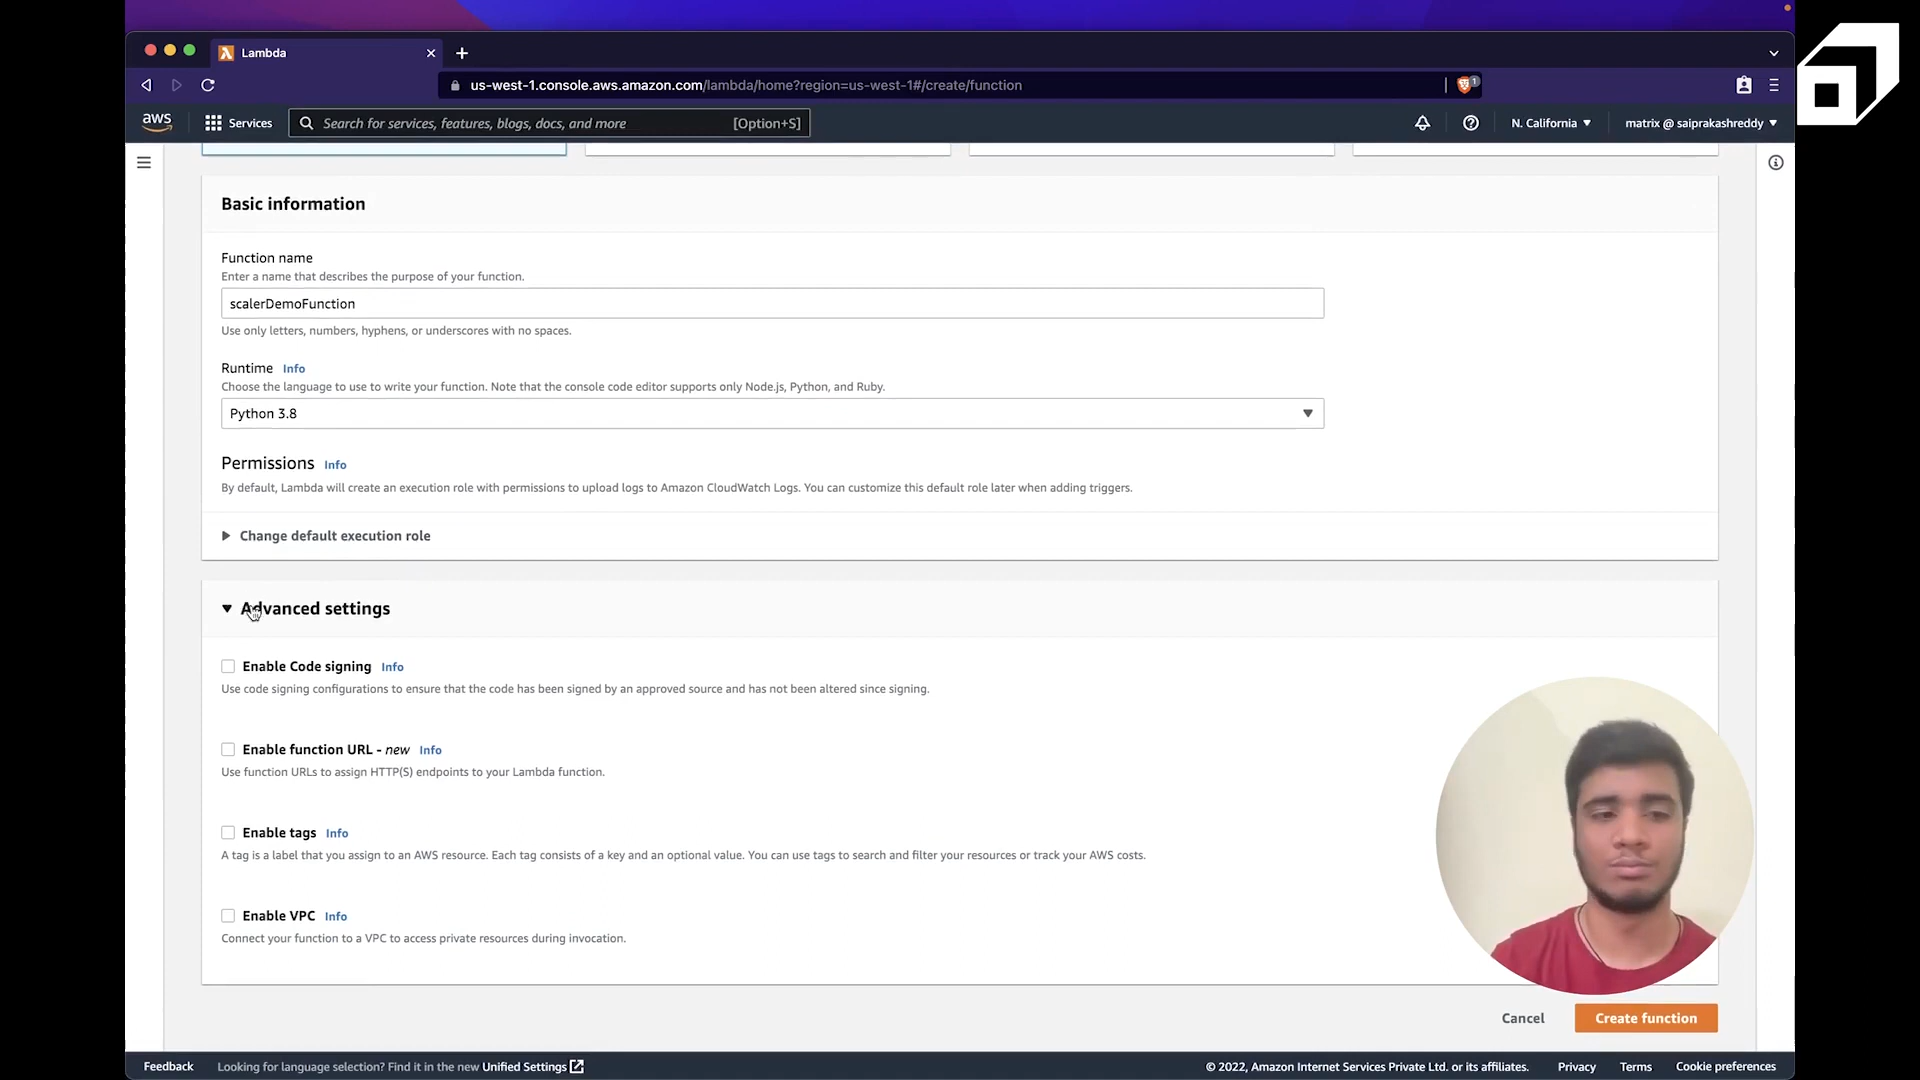 Lambda
us-west-1.console.aws.amazon.com/lambda/home?region=us-west-1#/create/function
1
aws
Services
Search for services, features, blogs, docs, and more
[Option+S]
N. California
matrix @ saiprakashreddy
Basic information
Function name
Enter a name that describes the purpose of your function.
scalerDemoFunction
Use only letters, numbers, hyphens, or underscores with no spaces.
Runtime Info
Choose the language to use to write your function. Note that the console code editor supports only Node.js, Python, and Ruby.
Python 3.8
Permissions Info
By default, Lambda will create an execution role with permissions to upload logs to Amazon CloudWatch Logs. You can customize this default role later when adding triggers.
Change default execution role
Advanced settings
Enable Code signing Info
Use code signing configurations to ensure that the code has been signed by an approved source and has not been altered since signing.
Enable function URL - new Info
Use function URLs to assign HTTP(S) endpoints to your Lambda function.
Enable tags Info
A tag is a label that you assign to an AWS resource. Each tag consists of a key and an optional value. You can use tags to search and filter your resources or track your AWS costs.
Enable VPC Info
Connect your function to a VPC to access private resources during invocation.
Cancel
Create function
Feedback
Looking for language selection? Find it in the new Unified Settings
© 2022, Amazon Internet Services Private Ltd. or its affiliates.
Privacy
Terms
Cookie preferences